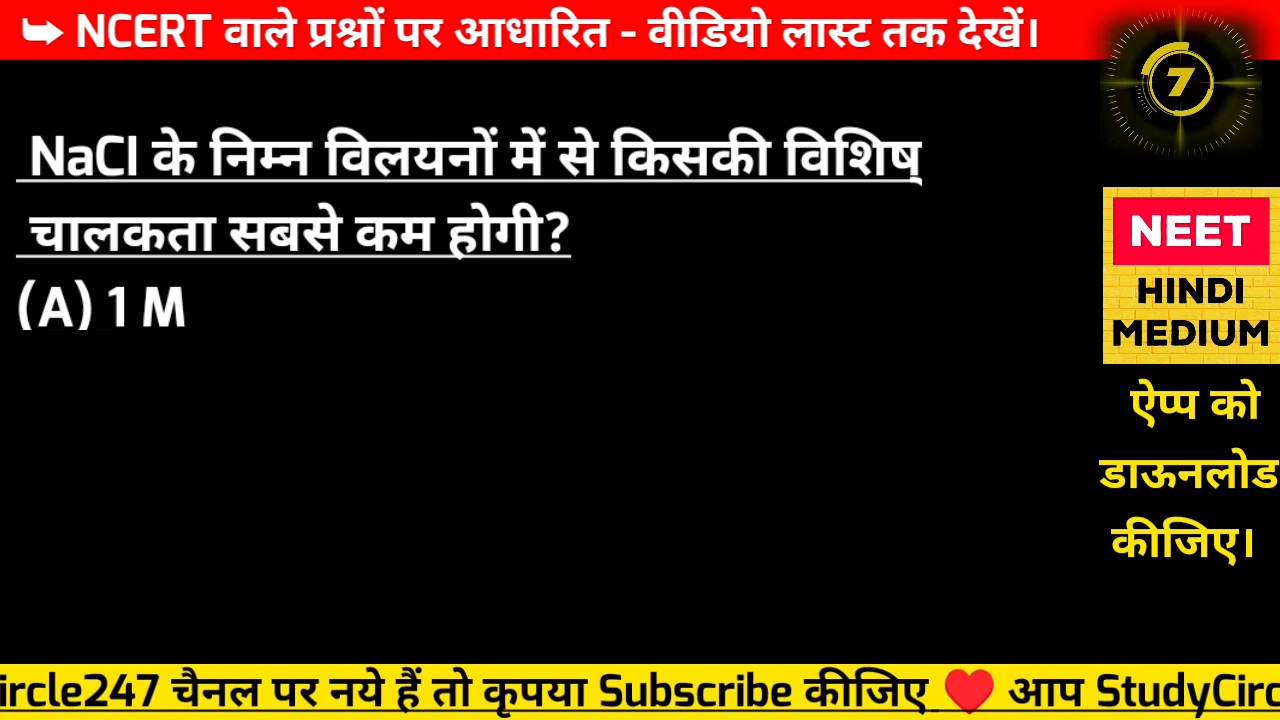 ➥ NCERT वाले प्रश्नों पर आधारित - वीडियो लास्ट तक देखें।
7
NaCl के निम्न विलयनों में से किसकी विशिष्
चालकता सबसे कम होगी?
(A) 1 M
NEET
HINDI
MEDIUM
ऐप्प को
डाऊनलोड
कीजिए।
ircle247 चैनल पर नये हैं तो कृपया Subscribe कीजिए ❤️ आप StudyCirc